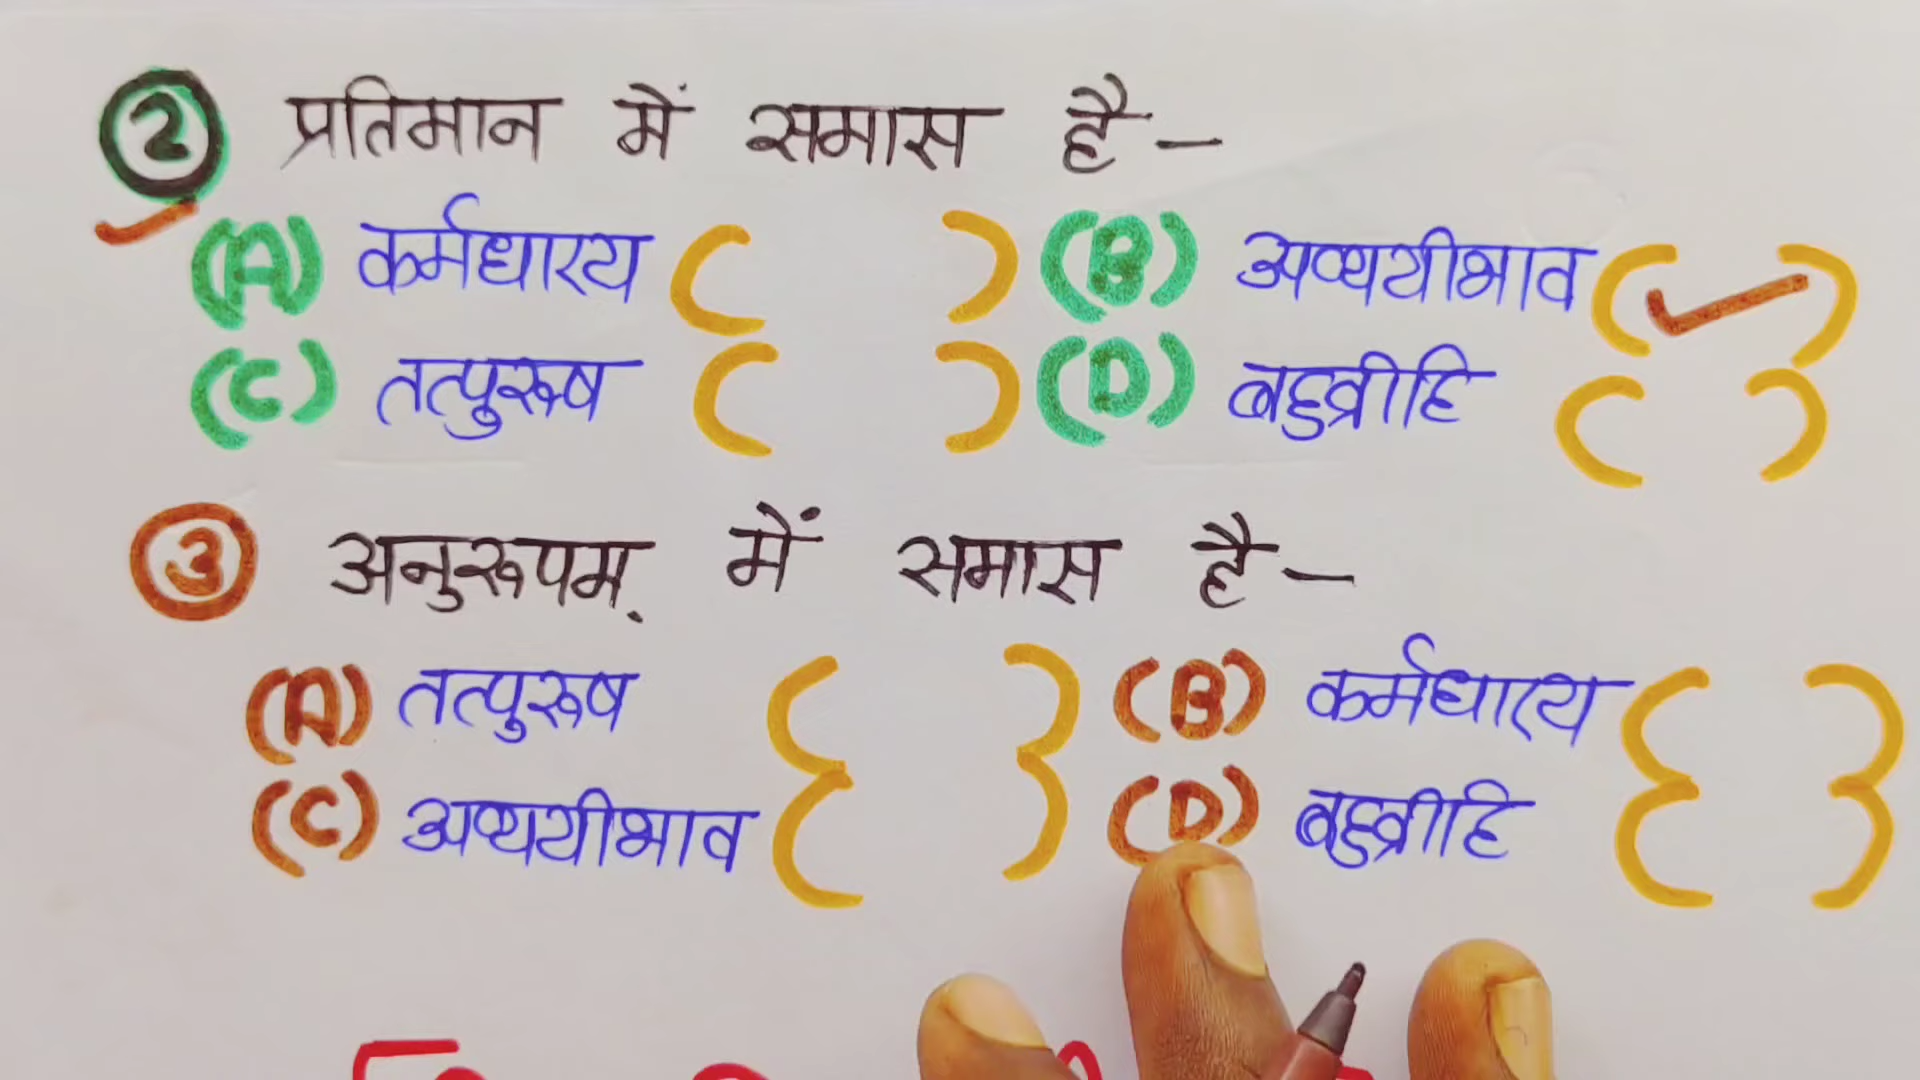 2 प्रतिमान में समास है-
(A) कर्मधारय ( ) (B) अव्ययीभाव (✓)
(C) तत्पुरूष ( ) (D) बहुव्रीहि ( )
3 अनुरूपम् में समास है-
(A) तत्पुरूष { } (B) कर्मधारय { }
(C) अव्ययीभाव (D) बहुव्रीहि